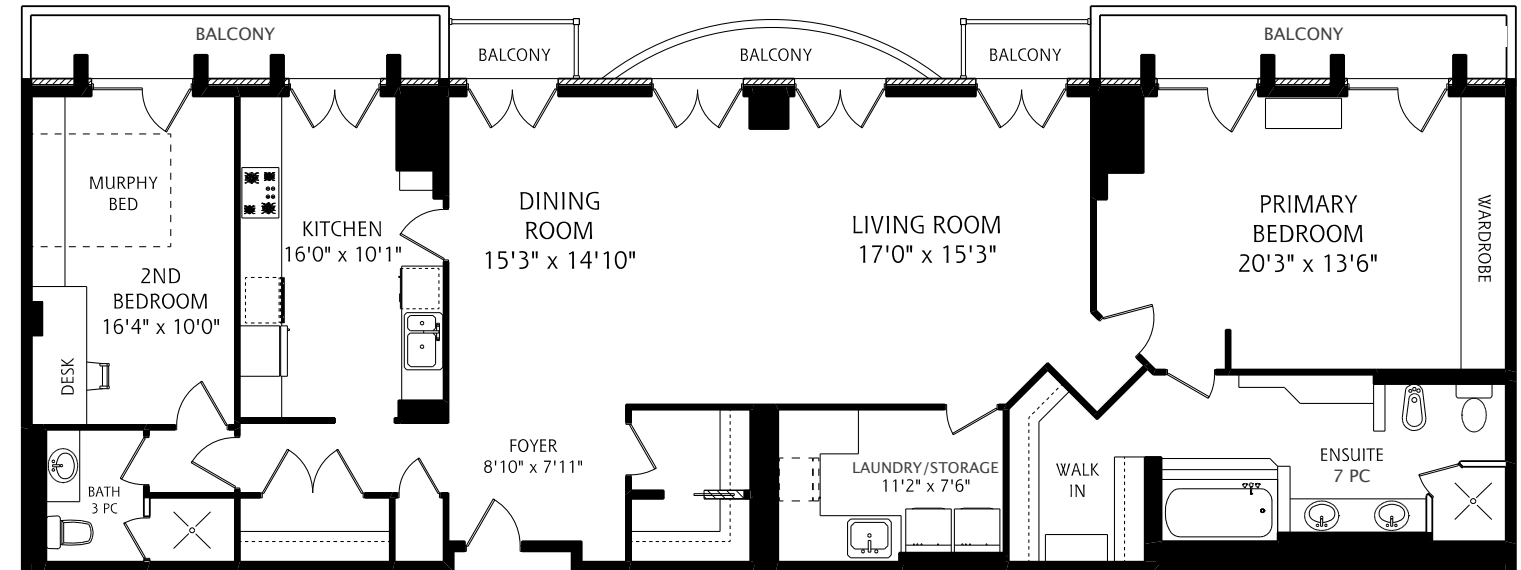 BALCONY
BALCONY
BALCONY
BALCONY
BALCONY
MURPHY
BED
2ND
BEDROOM
16'4" x 10'0"
DESK
KITCHEN
16'0" x 10'1"
DINING
ROOM
15'3" x 14'10"
LIVING ROOM
17'0" x 15'3"
PRIMARY
BEDROOM
20'3" x 13'6"
WARDROBE
BATH
3 PC
FOYER
8'10" x 7'11"
LAUNDRY/STORAGE
11'2" x 7'6"
WALK
IN
ENSUITE
7 PC